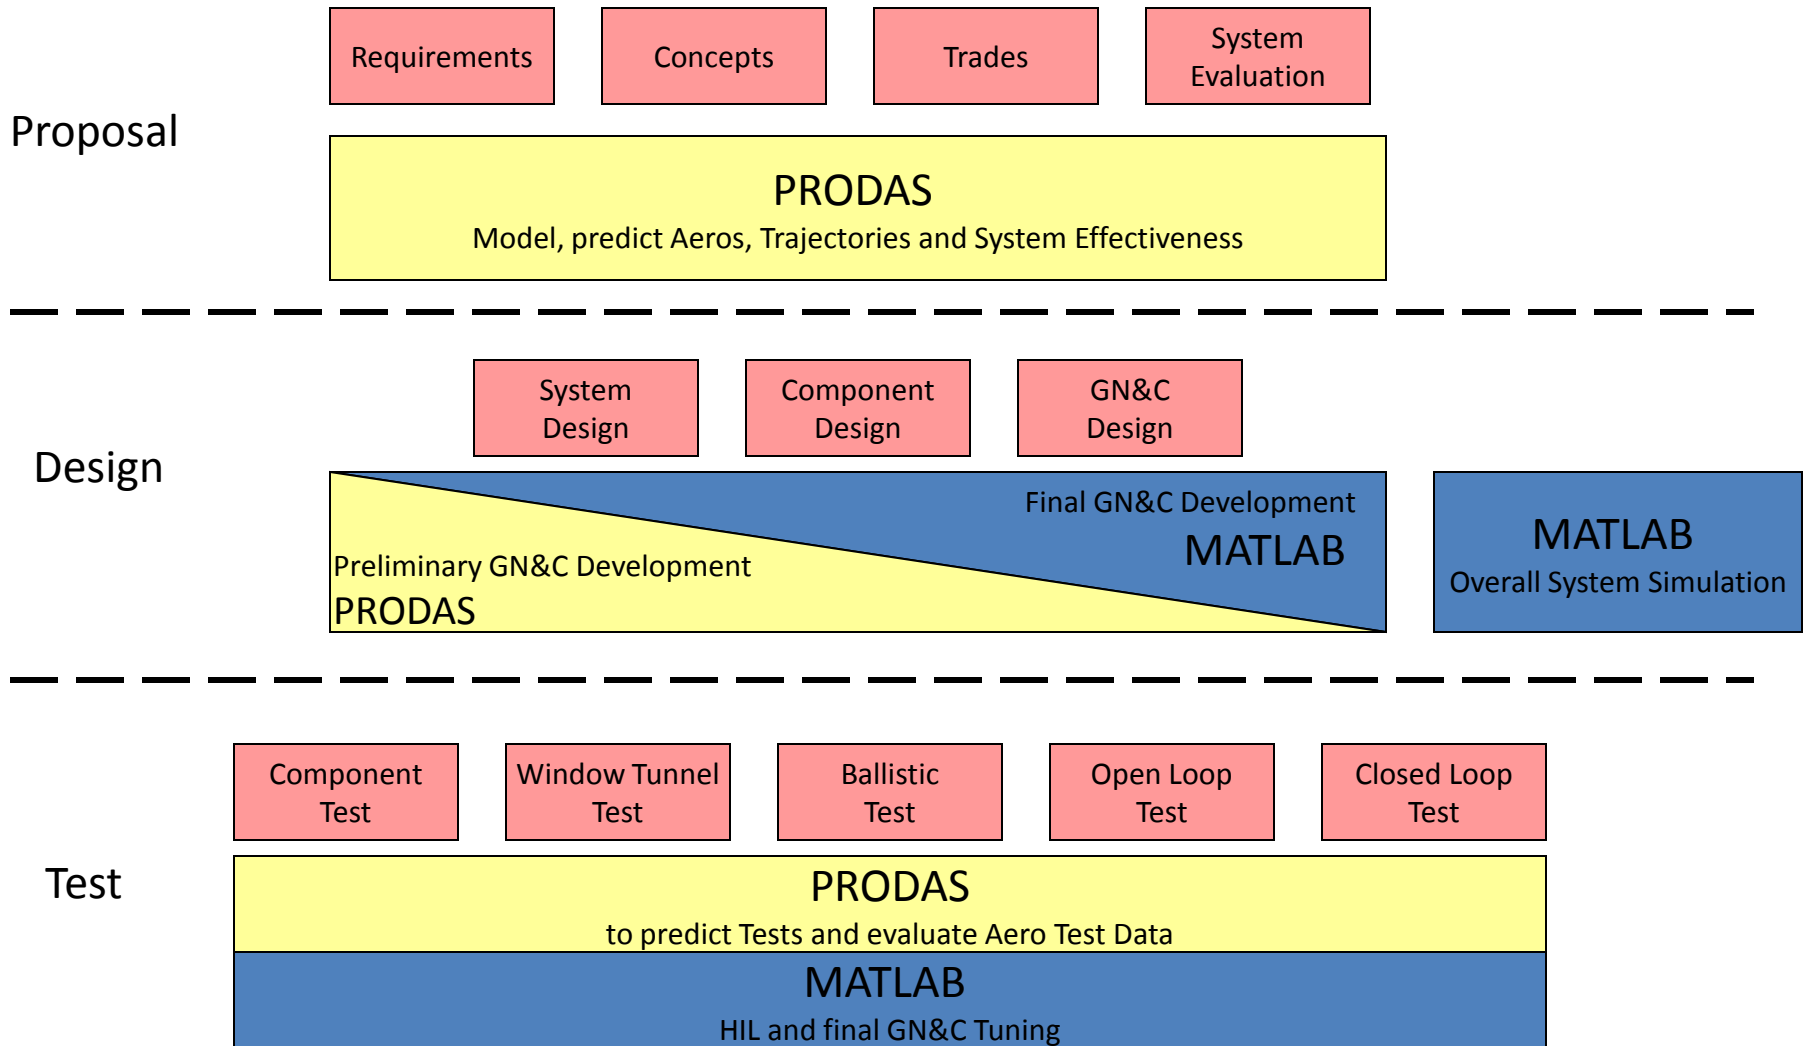 Requirements
Concepts
Trades
System
Evaluation
Proposal
PRODAS
Model, predict Aeros, Trajectories and System Effectiveness
System
Design
Component
Design
GN&C
Design
Design
Final GN&C Development
MATLAB
Preliminary GN&C Development
PRODAS
MATLAB
Overall System Simulation
Component
Test
Window Tunnel
Test
Ballistic
Test
Open Loop
Test
Closed Loop
Test
Test
PRODAS
to predict Tests and evaluate Aero Test Data
MATLAB
HIL and final GN&C Tuning